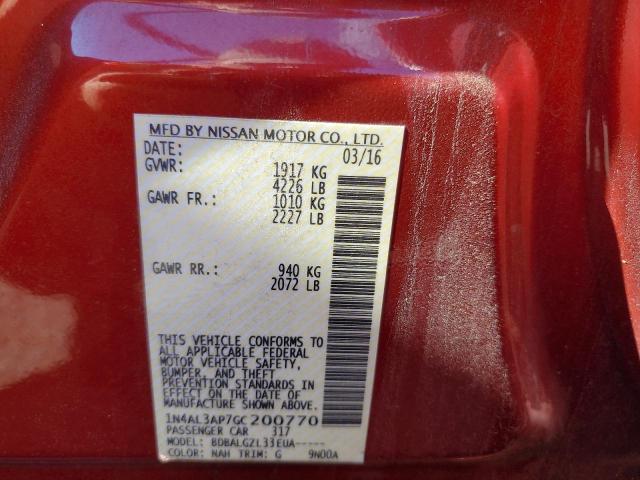 MFD BY NISSAN MOTOR CO., LTD.
DATE: 03/16
GVWR: 1917 KG
4226 LB
GAWR FR.: 1010 KG
2227 LB
GAWR RR.: 940 KG
2072 LB
THIS VEHICLE CONFORMS TO
ALL APPLICABLE FEDERAL
MOTOR VEHICLE SAFETY,
BUMPER, AND THEFT
PREVENTION STANDARDS IN
EFFECT ON THE DATE OF
MANUFACTURE SHOWN ABOVE.
1N4AL3AP7GC200770
PASSENGER CAR 317
MODEL: BDBALGZL33EUA-----
COLOR: NAH TRIM: G 9N00A